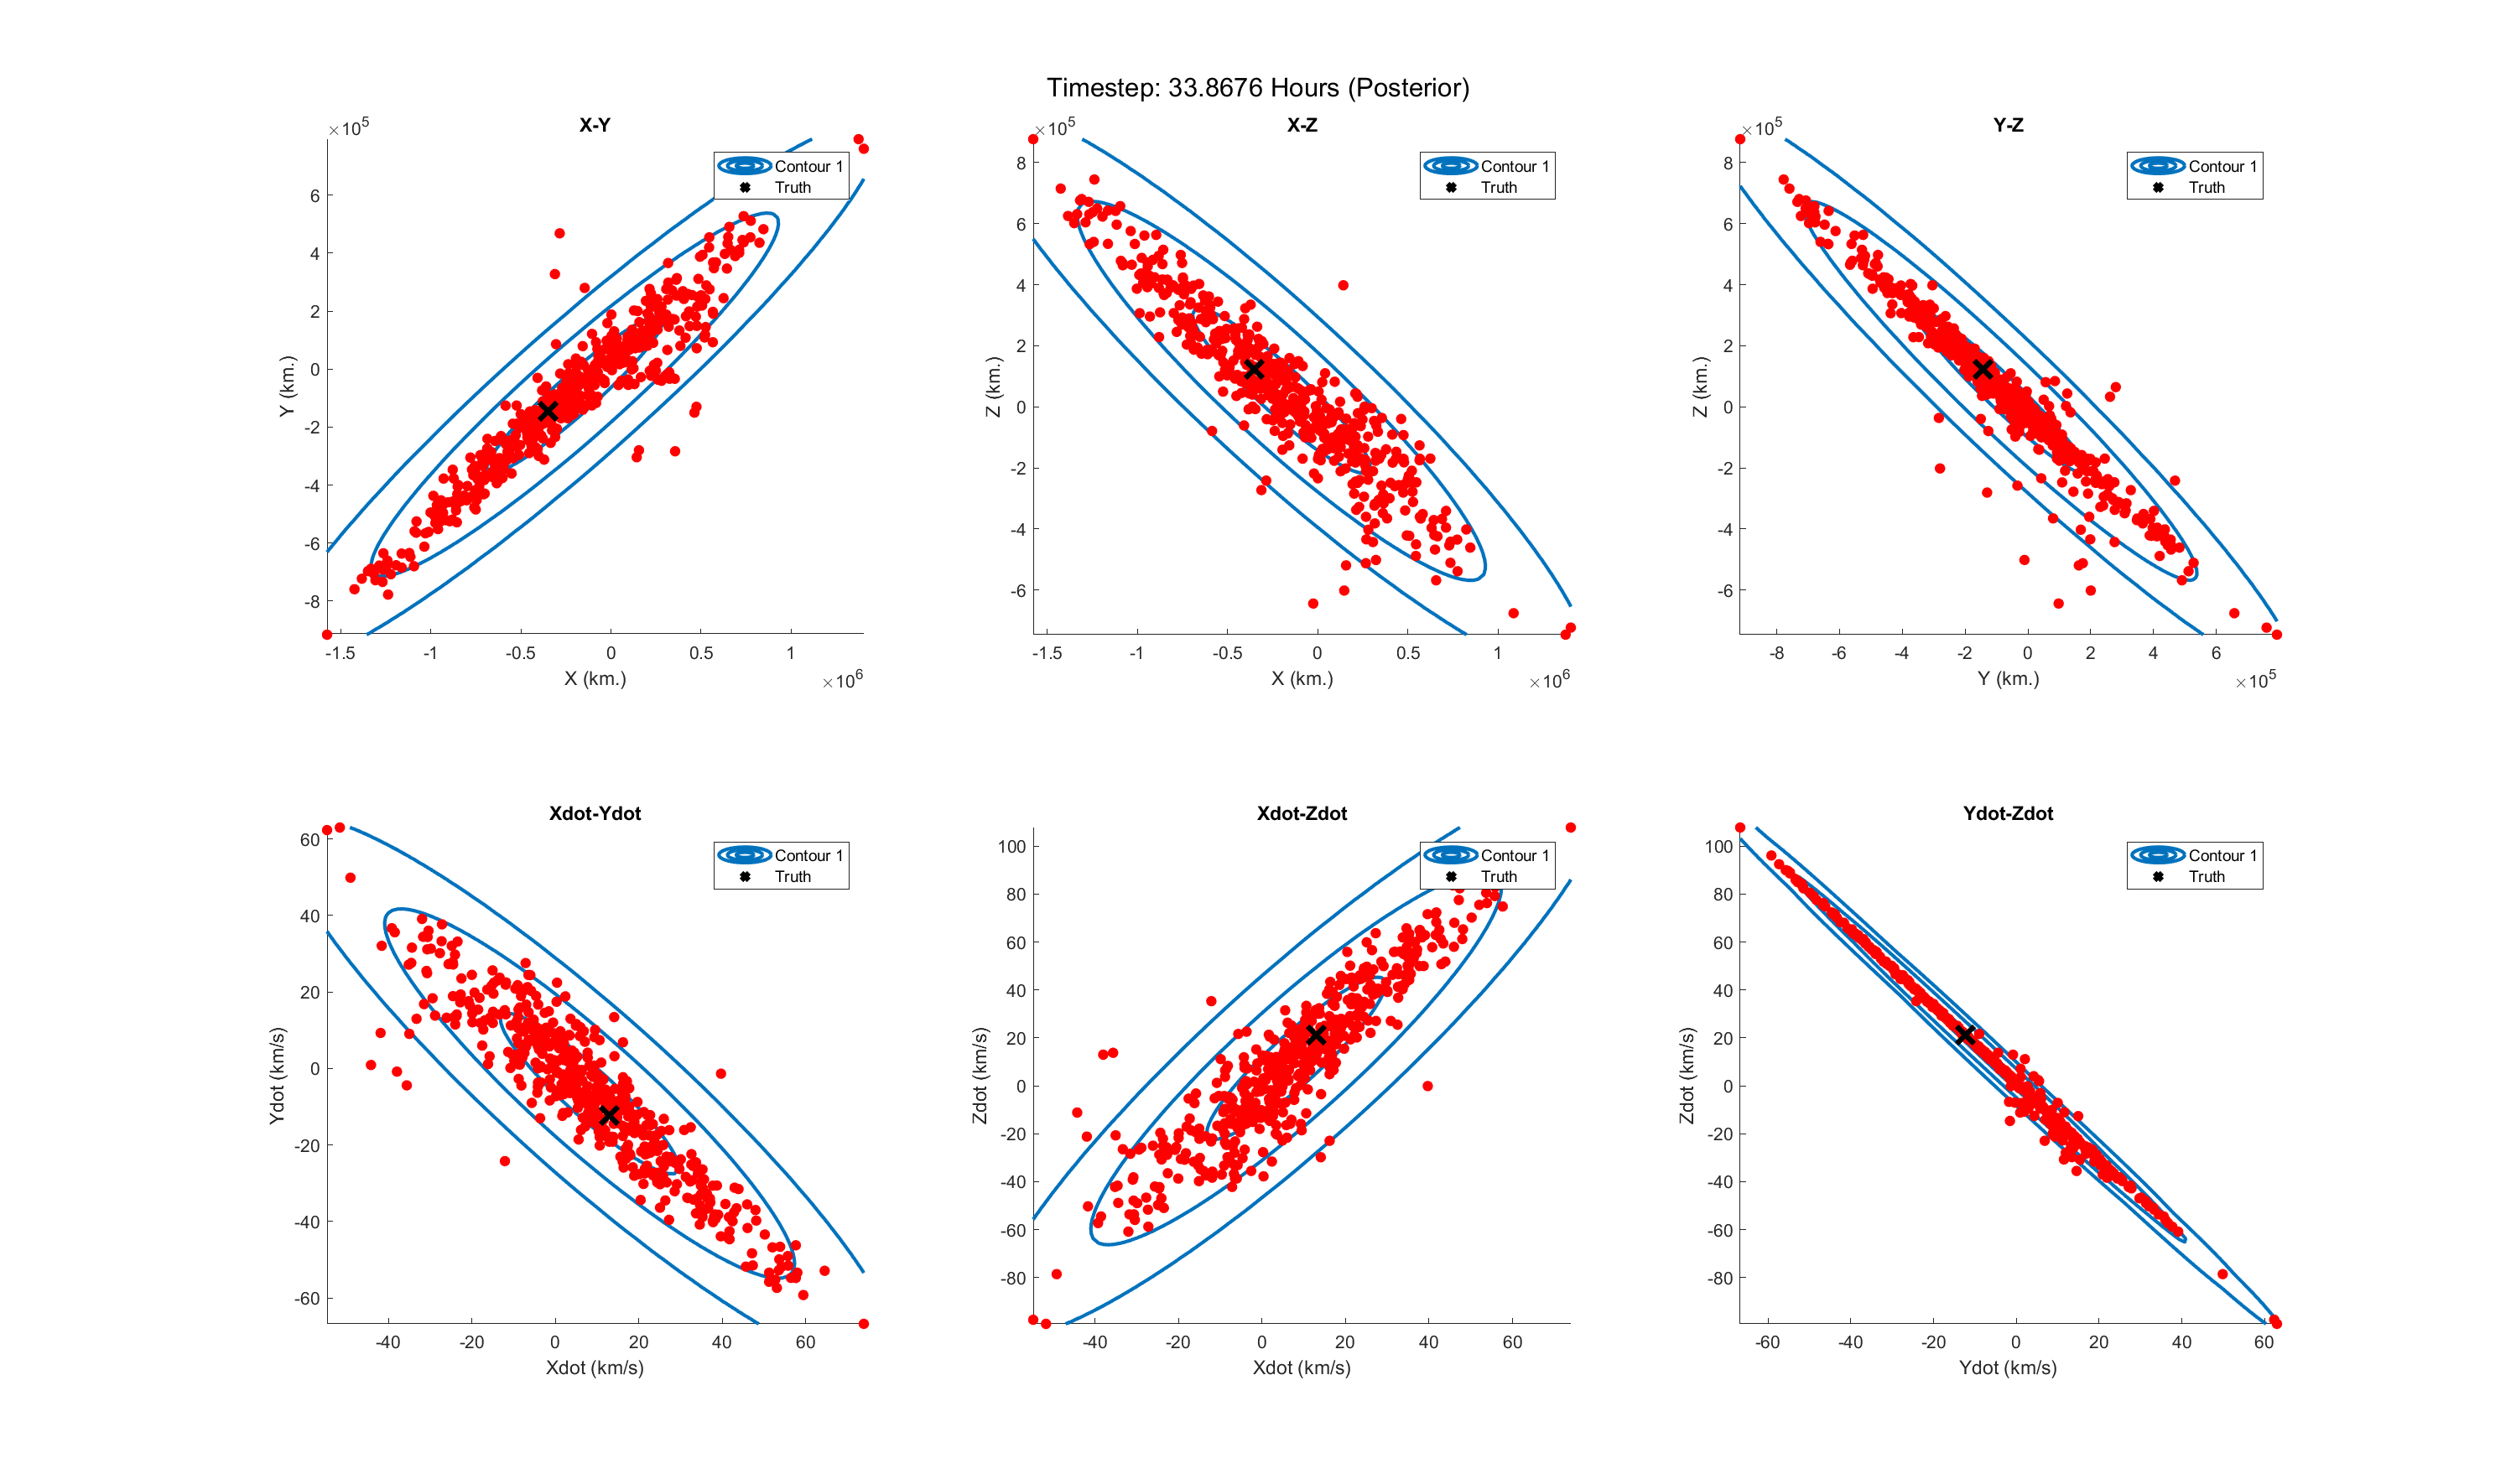 Timestep: 33.8676 Hours (Posterior)
X-Y
×10^5
6
4
2
0
-2
-4
-6
-8
Y (km.)
-1.5 -1 -0.5 0 0.5 1
×10^6
X (km.)
Contour 1
Truth
X-Z
×10^5
8
6
4
2
0
-2
-4
-6
Z (km.)
-1.5 -1 -0.5 0 0.5 1
×10^6
X (km.)
Contour 1
Truth
Y-Z
×10^5
8
6
4
2
0
-2
-4
-6
Z (km.)
-8 -6 -4 -2 0 2 4 6
×10^5
Y (km.)
Contour 1
Truth
Xdot-Ydot
60
40
20
0
-20
-40
-60
Ydot (km/s)
-40 -20 0 20 40 60
Xdot (km/s)
Contour 1
Truth
Xdot-Zdot
100
80
60
40
20
0
-20
-40
-60
-80
Zdot (km/s)
-40 -20 0 20 40 60
Xdot (km/s)
Contour 1
Truth
Ydot-Zdot
100
80
60
40
20
0
-20
-40
-60
-80
Zdot (km/s)
-60 -40 -20 0 20 40 60
Ydot (km/s)
Contour 1
Truth